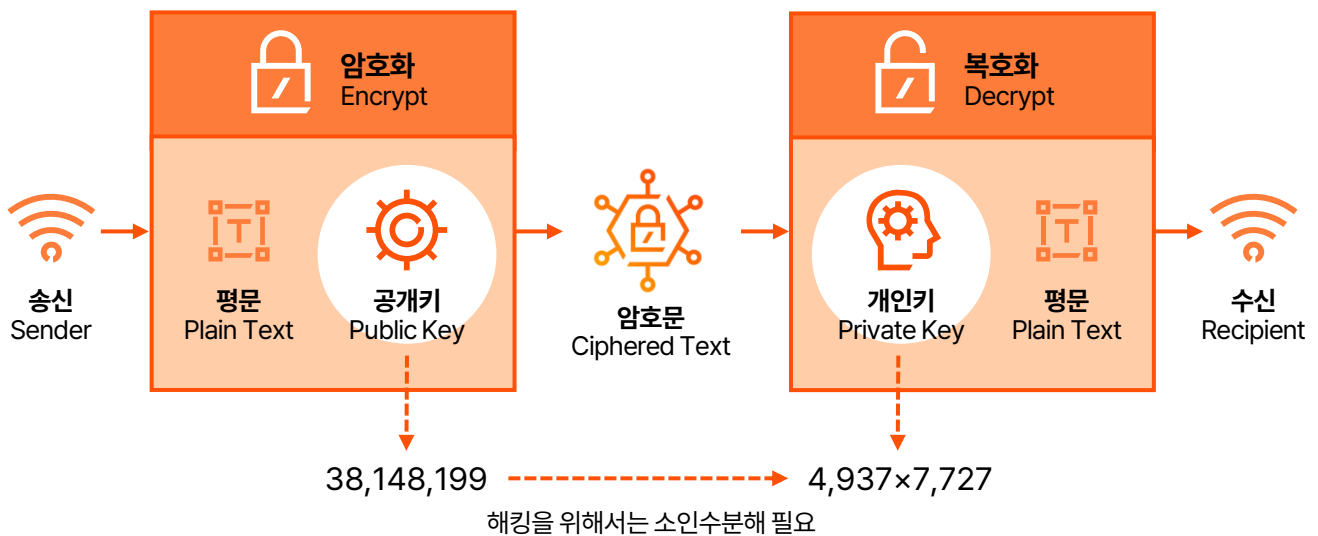 암호화
Encrypt
복호화
Decrypt
송신
Sender
평문
Plain Text
공개키
Public Key
암호문
Ciphered Text
개인키
Private Key
평문
Plain Text
수신
Recipient
38,148,199
4,937×7,727
해킹을 위해서는 소인수분해 필요